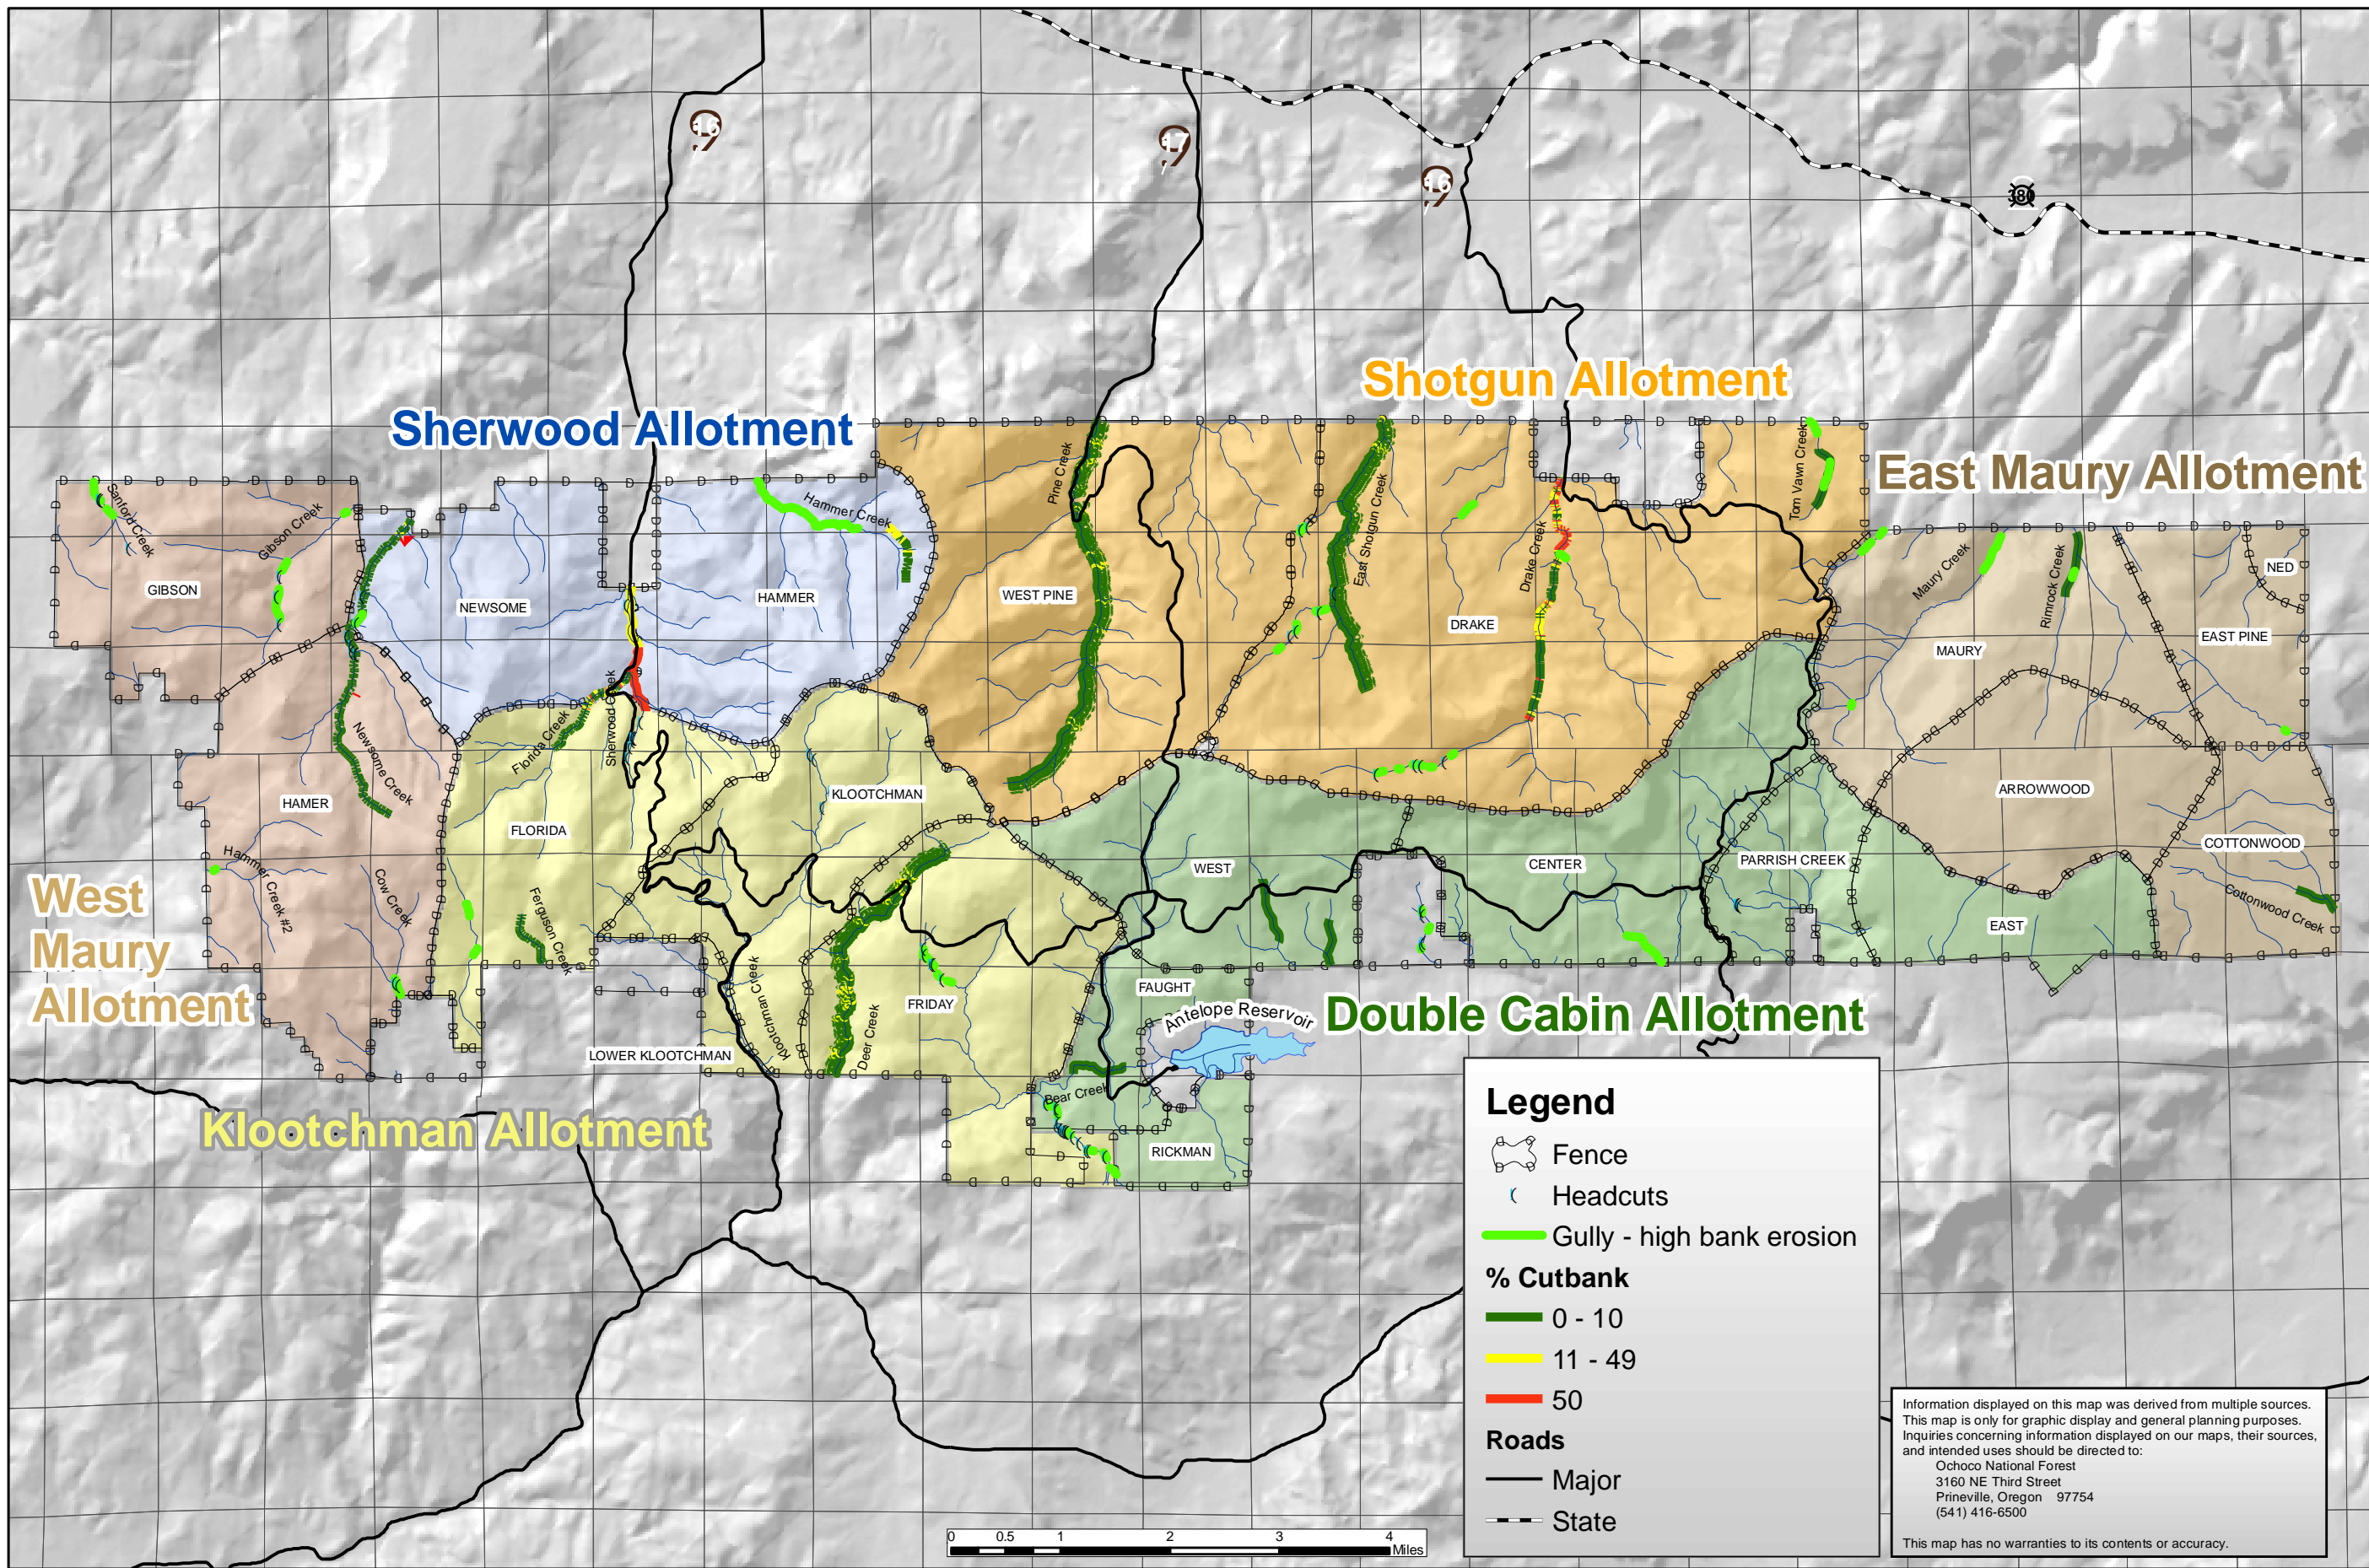 16
17
16
380
Shotgun Allotment
Sherwood Allotment
East Maury Allotment
Pine Creek
Tom Vawn Creek
Sanford Creek
Hammer Creek
East Shotgun Creek
Gibson Creek
Drake Creek
Maury Creek
Rimrock Creek
NED
GIBSON
NEWSOME
HAMMER
WEST PINE
DRAKE
EAST PINE
MAURY
Sherwood Creek
Florida Creek
Newsome Creek
HAMER
KLOOTCHMAN
ARROWWOOD
FLORIDA
COTTONWOOD
WEST
CENTER
PARRISH CREEK
Hammer Creek #2
Cow Creek
Ferguson Creek
Cottonwood Creek
EAST
West
Maury
Allotment
Klootchman Creek
Deer Creek
FRIDAY
FAUGHT
Antelope Reservoir
Double Cabin Allotment
LOWER KLOOTCHMAN
Bear Creek
Klootchman Allotment
RICKMAN
Legend
Fence
Headcuts
Gully - high bank erosion
% Cutbank
0 - 10
11 - 49
50
Roads
Major
State
0 0.5 1 2 3 4
Miles
Information displayed on this map was derived from multiple sources.
This map is only for graphic display and general planning purposes.
Inquiries concerning information displayed on our maps, their sources,
and intended uses should be directed to:
Ochoco National Forest
3160 NE Third Street
Prineville, Oregon 97754
(541) 416-6500
This map has no warranties to its contents or accuracy.